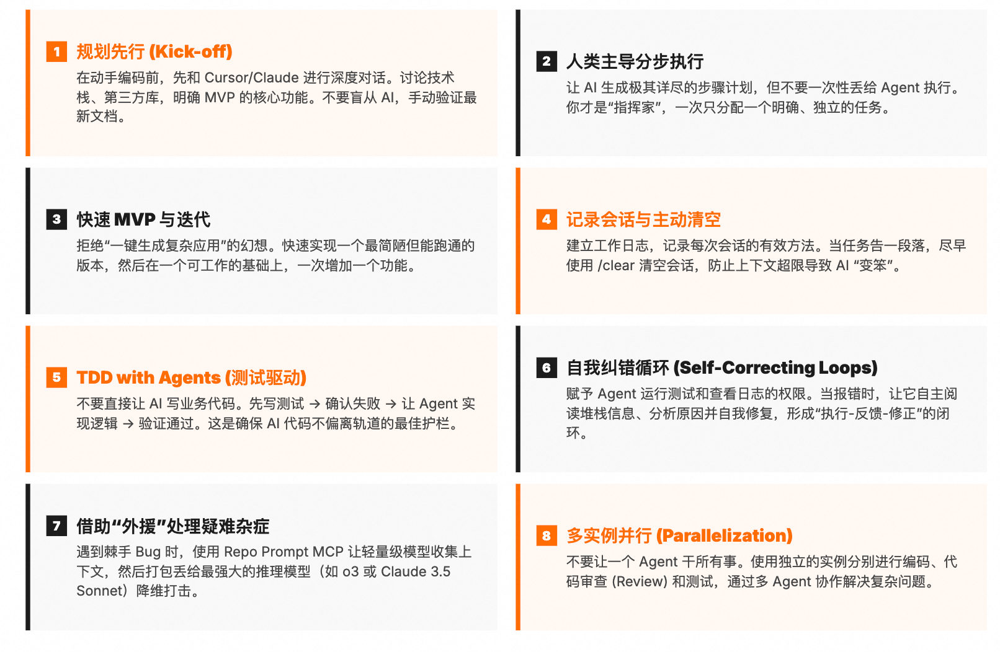 1 规划先行 (Kick-off)
在动手编码前，先和 Cursor/Claude 进行深度对话。讨论技术
栈、第三方库，明确 MVP 的核心功能。不要盲从 AI，手动验证最
新文档。
2 人类主导分步执行
让 AI 生成极其详尽的步骤计划，但不要一次性丢给 Agent 执行。
你才是“指挥家”，一次只分配一个明确、独立的任务。
3 快速 MVP 与迭代
拒绝“一键生成复杂应用”的幻想。快速实现一个最简陋但能跑通的
版本，然后在一个可工作的基础上，一次增加一个功能。
4 记录会话与主动清空
建立工作日志，记录每次会话的有效方法。当任务告一段落，尽早
使用 /clear 清空会话，防止上下文超限导致 AI “变笨”。
5 TDD with Agents (测试驱动)
不要直接让 AI 写业务代码。先写测试 → 确认失败 → 让 Agent 实
现逻辑 → 验证通过。这是确保 AI 代码不偏离轨道的最佳护栏。
6 自我纠错循环 (Self-Correcting Loops)
赋予 Agent 运行测试和查看日志的权限。当报错时，让它自主阅
读堆栈信息、分析原因并自我修复，形成“执行-反馈-修正”的闭
环。
7 借助“外援”处理疑难杂症
遇到棘手 Bug 时，使用 Repo Prompt MCP 让轻量级模型收集上
下文，然后打包丢给最强大的推理模型（如 o3 或 Claude 3.5
Sonnet）降维打击。
8 多实例并行 (Parallelization)
不要让一个 Agent 干所有事。使用独立的实例分别进行编码、代
码审查 (Review) 和测试，通过多 Agent 协作解决复杂问题。